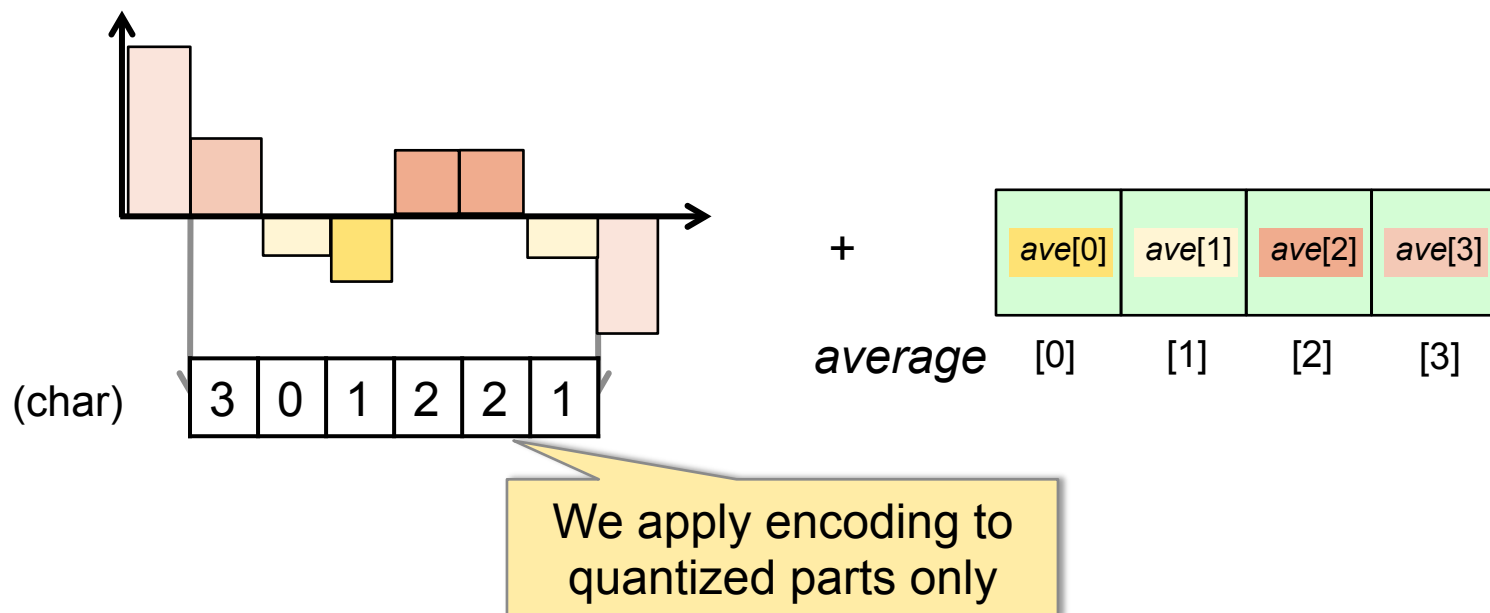 +
ave[0] ave[1] ave[2] ave[3]
average [0] [1] [2] [3]
(char) 3 0 1 2 2 1
We apply encoding to
quantized parts only